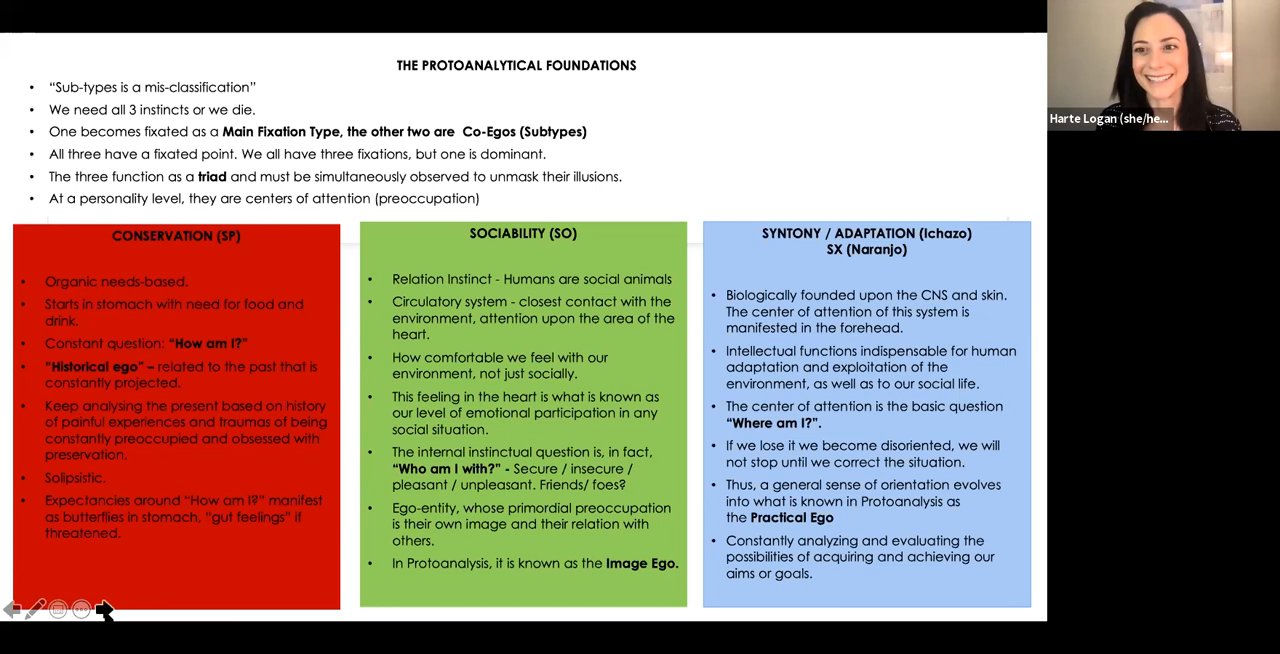 THE PROTOANALYTICAL FOUNDATIONS
• “Sub-types is a mis-classification”
• We need all 3 instincts or we die.
• One becomes fixated as a Main Fixation Type, the other two are Co-Egos (Subtypes)
• All three have a fixated point. We all have three fixations, but one is dominant.
• The three function as a triad and must be simultaneously observed to unmask their illusions.
• At a personality level, they are centers of attention (preoccupation)
CONSERVATION (SP)
• Organic needs-based.
• Starts in stomach with need for food and
drink.
• Constant question: “How am I?”
• “Historical ego” – related to the past that is
constantly projected.
• Keep analysing the present based on history
of painful experiences and traumas of being
constantly preoccupied and obsessed with
preservation.
• Solipsistic.
• Expectancies around “How am I?” manifest
as butterflies in stomach, “gut feelings” if
threatened.
SOCIABILITY (SO)
• Relation Instinct - Humans are social animals
• Circulatory system - closest contact with the
environment, attention upon the area of the
heart.
• How comfortable we feel with our
environment, not just socially.
• This feeling in the heart is what is known as
our level of emotional participation in any
social situation.
• The internal instinctual question is, in fact,
“Who am I with?” - Secure / insecure /
pleasant / unpleasant. Friends/ foes?
• Ego-entity, whose primordial preoccupation
is their own image and their relation with
others.
• In Protoanalysis, it is known as the Image Ego.
SYNTONY / ADAPTATION (Ichazo)
SX (Naranjo)
• Biologically founded upon the CNS and skin.
The center of attention of this system is
manifested in the forehead.
• Intellectual functions indispensable for human
adaptation and exploitation of the
environment, as well as to our social life.
• The center of attention is the basic question
“Where am I?”.
• If we lose it we become disoriented, we will
not stop until we correct the situation.
• Thus, a general sense of orientation evolves
into what is known in Protoanalysis as
the Practical Ego
• Constantly analyzing and evaluating the
possibilities of acquiring and achieving our
aims or goals.
Harte Logan (she/he...